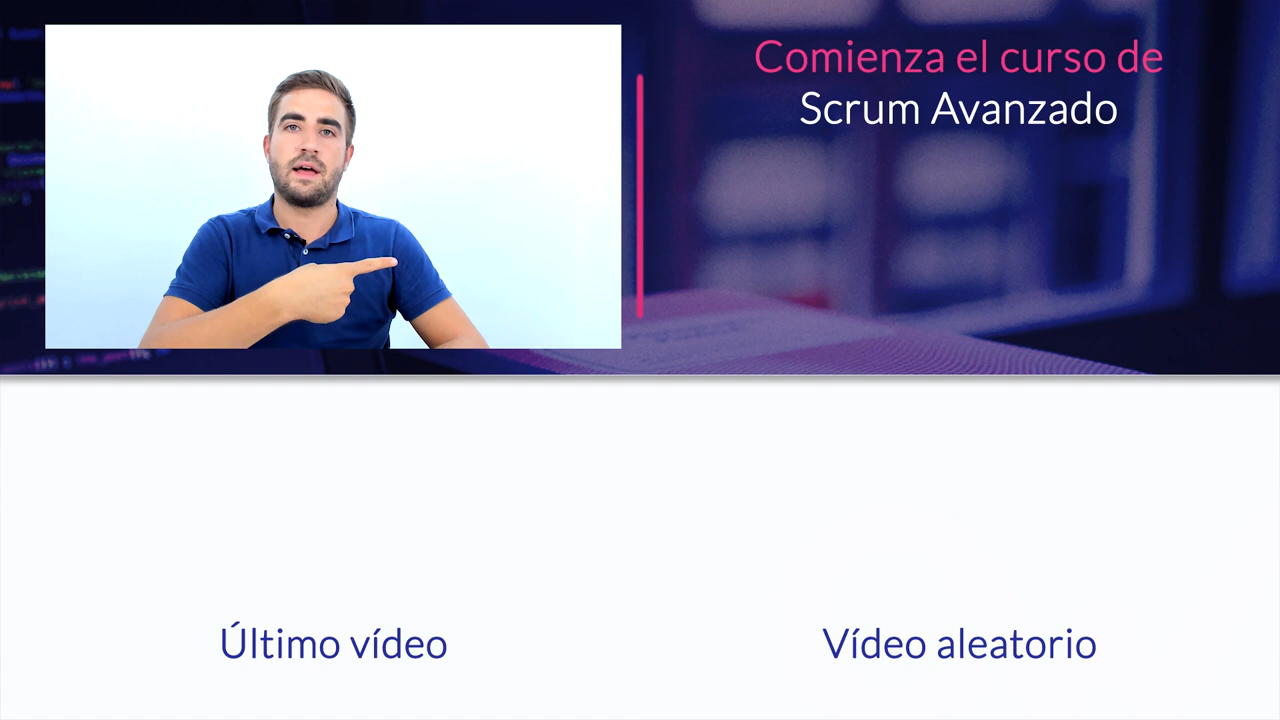 Comienza el curso de
Scrum Avanzado
Último vídeo
Vídeo aleatorio